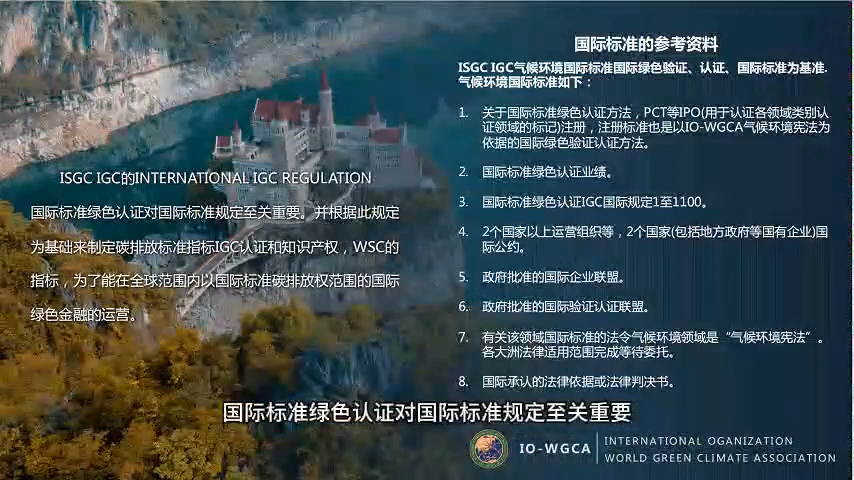 ISGC IGC的INTERNATIONAL IGC REGULATION
国际标准绿色认证对国际标准规定至关重要。并根据此规定
为基础来制定碳排放标准指标IGC认证和知识产权，WSC的
指标，为了能在全球范围内以国际标准碳排放权范围的国际
绿色金融的运营。
国际标准的参考资料
ISGC IGC气候环境国际标准国际绿色验证、认证、国际标准为基准.
气候环境国际标准如下：
1. 关于国际标准绿色认证方法，PCT等IPO(用于认证各领域类别认
证领域的标记)注册，注册标准也是以IO-WGCA气候环境宪法为
依据的国际绿色验证认证方法。
2. 国际标准绿色认证业绩。
3. 国际标准绿色认证IGC国际规定1至1100。
4. 2个国家以上运营组织等，2个国家(包括地方政府等国有企业)国
际公约。
5. 政府批准的国际企业联盟。
6. 政府批准的国际验证认证联盟。
7. 有关该领域国际标准的法令气候环境领域是“气候环境宪法”。
各大洲法律适用范围完成等待委托。
8. 国际承认的法律依据或法律判决书。
国际标准绿色认证对国际标准规定至关重要
IO-WGCA
INTERNATIONAL OGANIZATION
WORLD GREEN CLIMATE ASSOCIATION